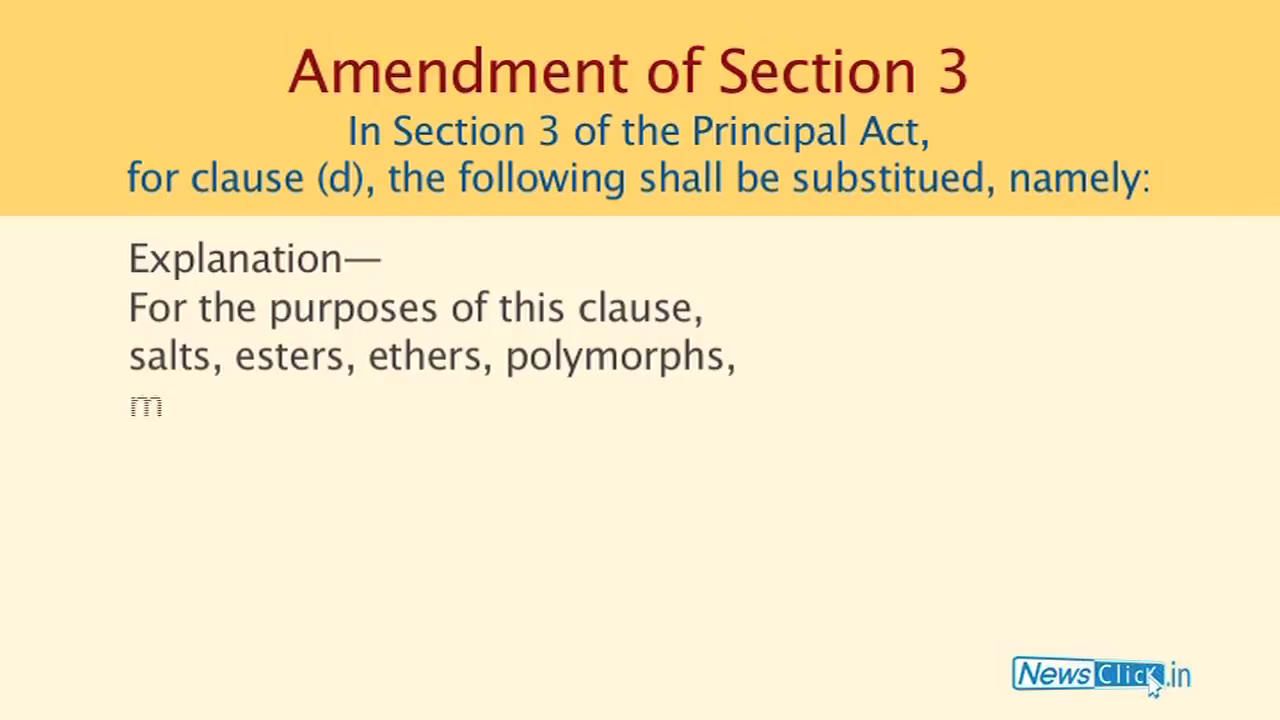 Amendment of Section 3
In Section 3 of the Principal Act,
for clause (d), the following shall be substitued, namely:
Explanation—
For the purposes of this clause,
salts, esters, ethers, polymorphs,
m
NewsClick.in